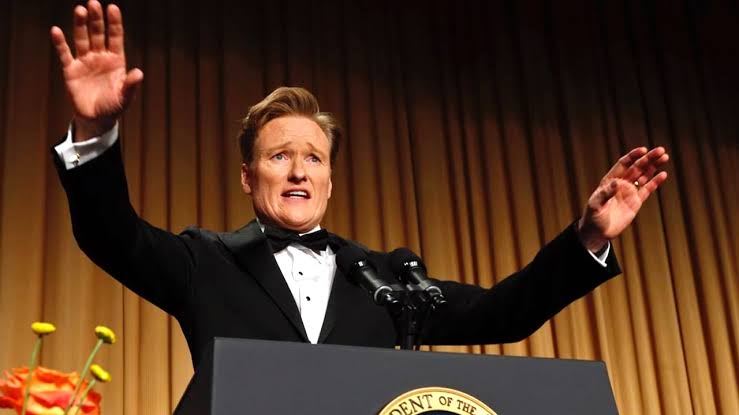 DENT OF THE